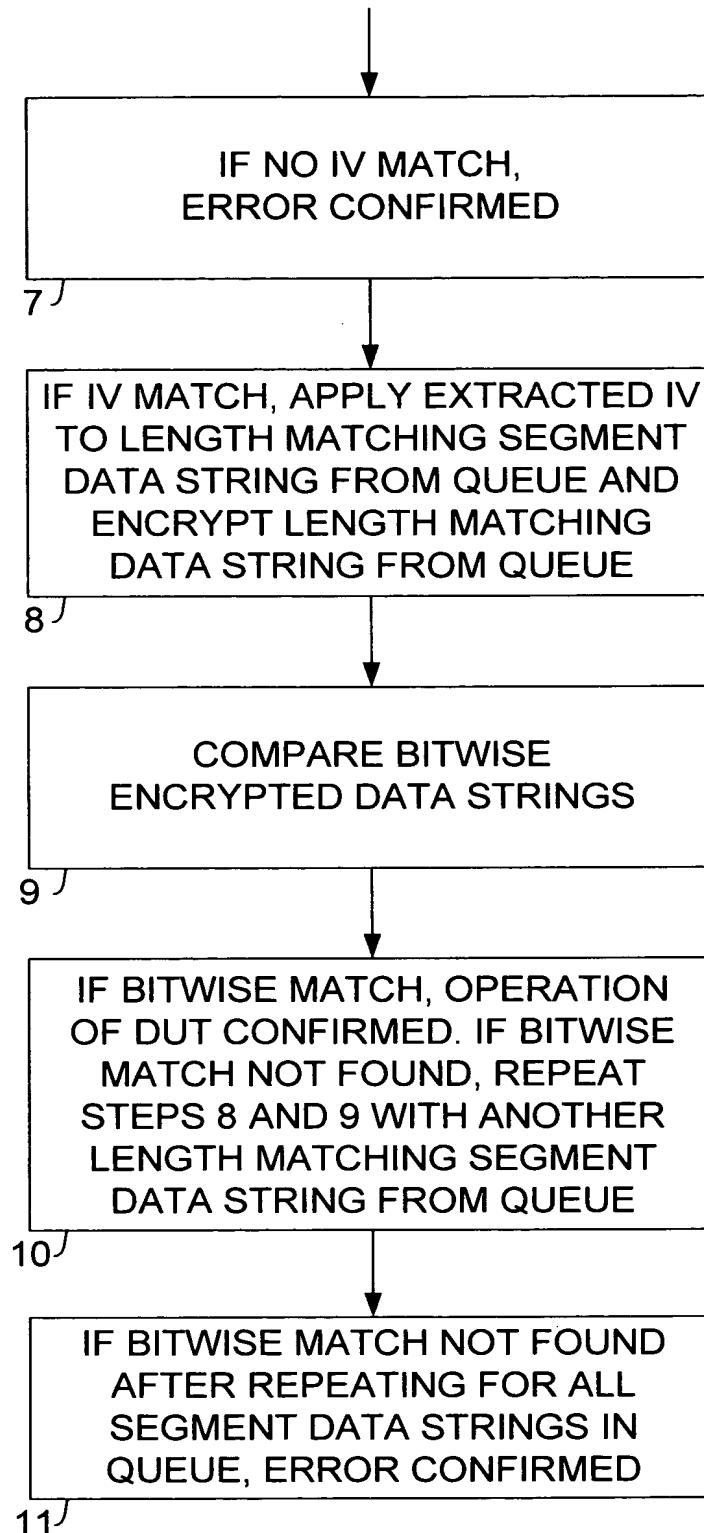 IF NO IV MATCH,
ERROR CONFIRMED
7
IF IV MATCH, APPLY EXTRACTED IV
TO LENGTH MATCHING SEGMENT
DATA STRING FROM QUEUE AND
ENCRYPT LENGTH MATCHING
DATA STRING FROM QUEUE
8
COMPARE BITWISE
ENCRYPTED DATA STRINGS
9
IF BITWISE MATCH, OPERATION
OF DUT CONFIRMED. IF BITWISE
MATCH NOT FOUND, REPEAT
STEPS 8 AND 9 WITH ANOTHER
LENGTH MATCHING SEGMENT
DATA STRING FROM QUEUE
10
IF BITWISE MATCH NOT FOUND
AFTER REPEATING FOR ALL
SEGMENT DATA STRINGS IN
QUEUE, ERROR CONFIRMED
11